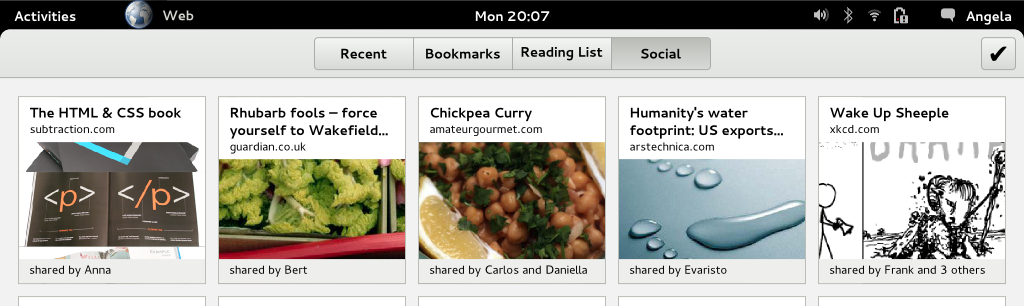 Activities Web Mon 20:07 Angela
Recent Bookmarks Reading List Social
The HTML & CSS book
subtraction.com
<p> </p>
shared by Anna
Rhubarb fools – force
yourself to Wakefield...
guardian.co.uk
shared by Bert
Chickpea Curry
amateurgourmet.com
shared by Carlos and Daniella
Humanity's water
footprint: US exports...
arstechnica.com
shared by Evaristo
Wake Up Sheeple
xkcd.com
shared by Frank and 3 others